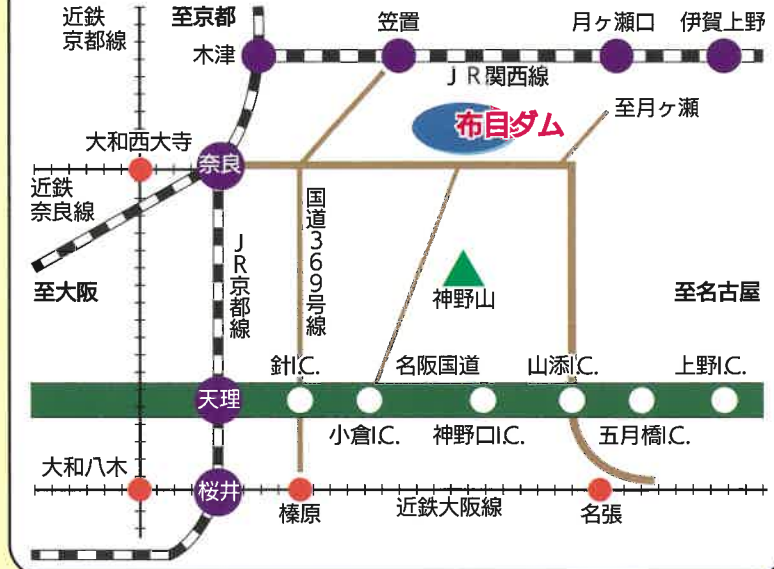 近鉄
京都線
至京都
木津
笠置
月ヶ瀬口
伊賀上野
JR関西線
布目ダム
至月ヶ瀬
大和西大寺
奈良
近鉄
奈良線
国道369号線
JR京都線
至大阪
神野山
至名古屋
針I.C.
名阪国道
山添I.C.
上野I.C.
天理
小倉I.C.
神野口I.C.
五月橋I.C.
大和八木
桜井
榛原
近鉄大阪線
名張